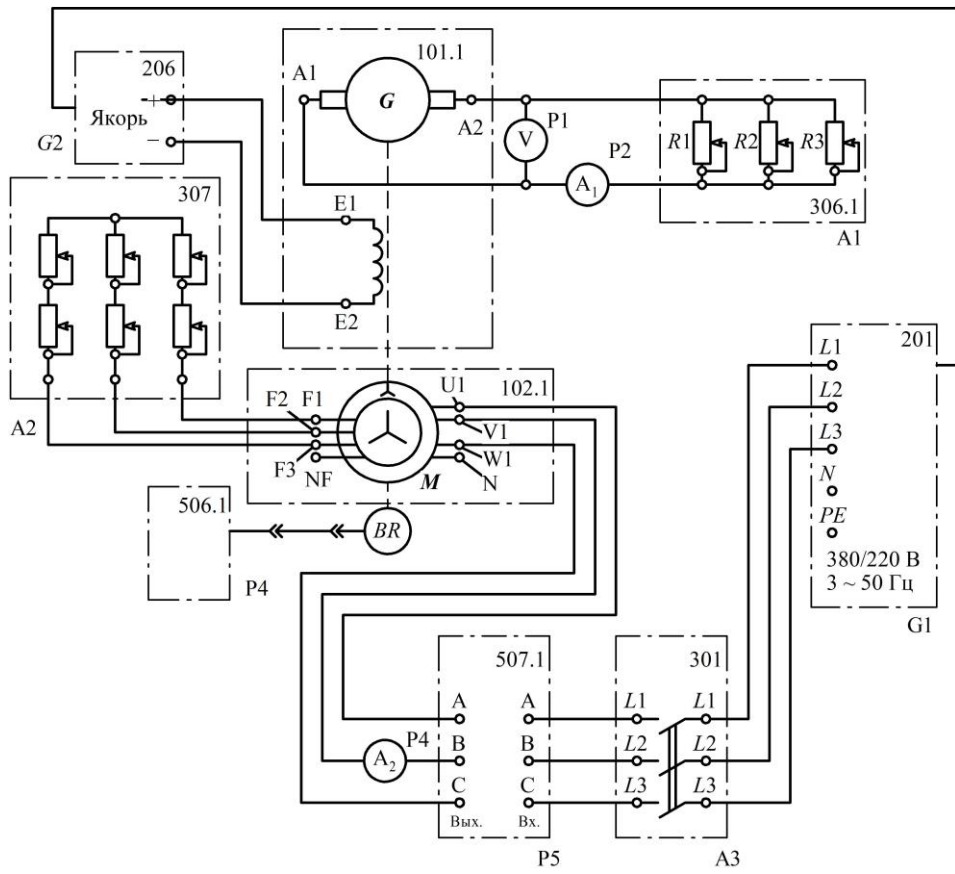 206
Якорь
+
−
G2
101.1
A1
G
A2
V
P1
A₁
P2
R1
R2
R3
306.1
A1
307
A2
E1
E2
102.1
F2
F1
F3
NF
U1
V1
W1
N
M
506.1
P4
BR
201
L1
L2
L3
N
PE
380/220 В
3 ~ 50 Гц
G1
507.1
A
B
C
Вых.
A
B
C
Вх.
P5
P4
A₂
301
L1
L2
L3
L1
L2
L3
A3